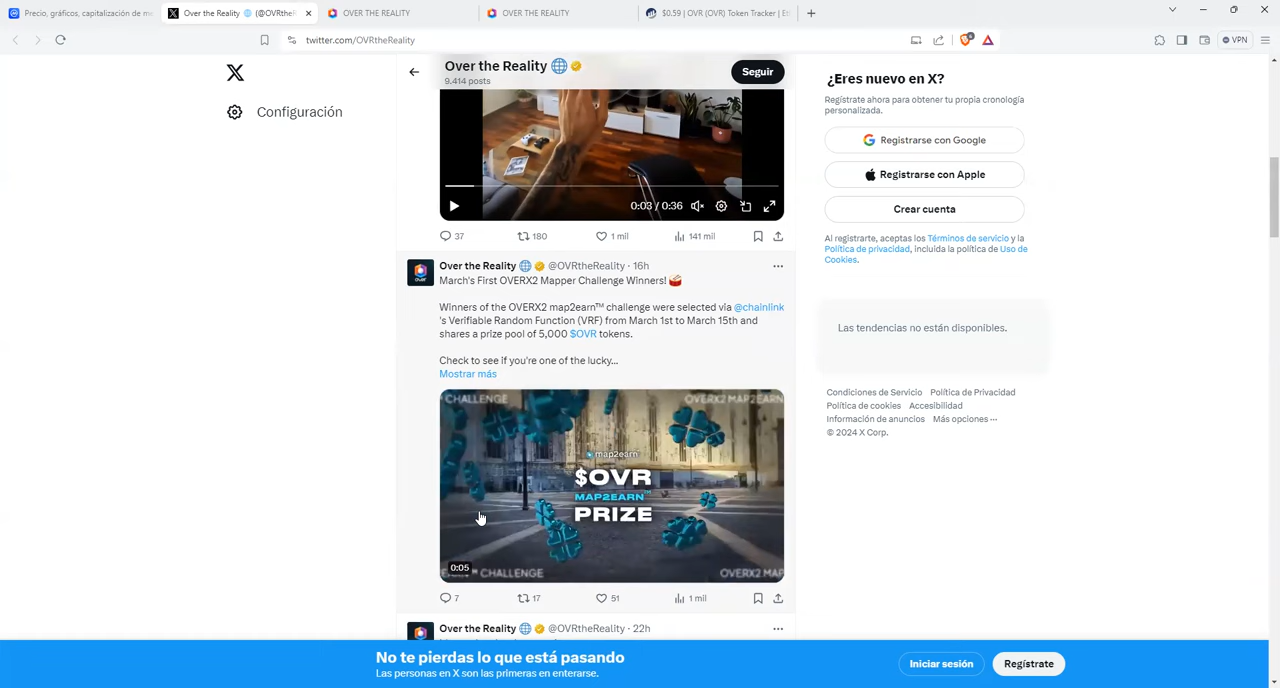 Precio, gráficos, capitalización de me
Over the Reality 🌐 (@OVRtheR
OVER THE REALITY
OVER THE REALITY
$0.59 | OVR (OVR) Token Tracker | Et
twitter.com/OVRtheReality
VPN
Over the Reality 🌐
9.414 posts
Seguir
Configuración
0:03 / 0:36
37
180
1 mil
141 mil
Over the Reality 🌐 @OVRtheReality · 16h
March's First OVERX2 Mapper Challenge Winners! 🥁
Winners of the OVERX2 map2earn™ challenge were selected via @chainlink
's Verifiable Random Function (VRF) from March 1st to March 15th and
shares a prize pool of 5,000 $OVR tokens.
Check to see if you're one of the lucky...
Mostrar más
CHALLENGE
OVERX2 MAP2EARN
map2earn
$OVR
MAP2EARN™
PRIZE
0:05
™ CHALLENGE
OVERX2 MAP
7
17
51
1 mil
Over the Reality 🌐 @OVRtheReality · 22h
¿Eres nuevo en X?
Regístrate ahora para obtener tu propia cronología
personalizada.
Registrarse con Google
Registrarse con Apple
Crear cuenta
Al registrarte, aceptas los Términos de servicio y la
Política de privacidad, incluida la política de Uso de
Cookies.
Las tendencias no están disponibles.
Condiciones de Servicio Política de Privacidad
Política de cookies Accesibilidad
Información de anuncios Más opciones ···
© 2024 X Corp.
No te pierdas lo que está pasando
Las personas en X son las primeras en enterarse.
Iniciar sesión
Regístrate